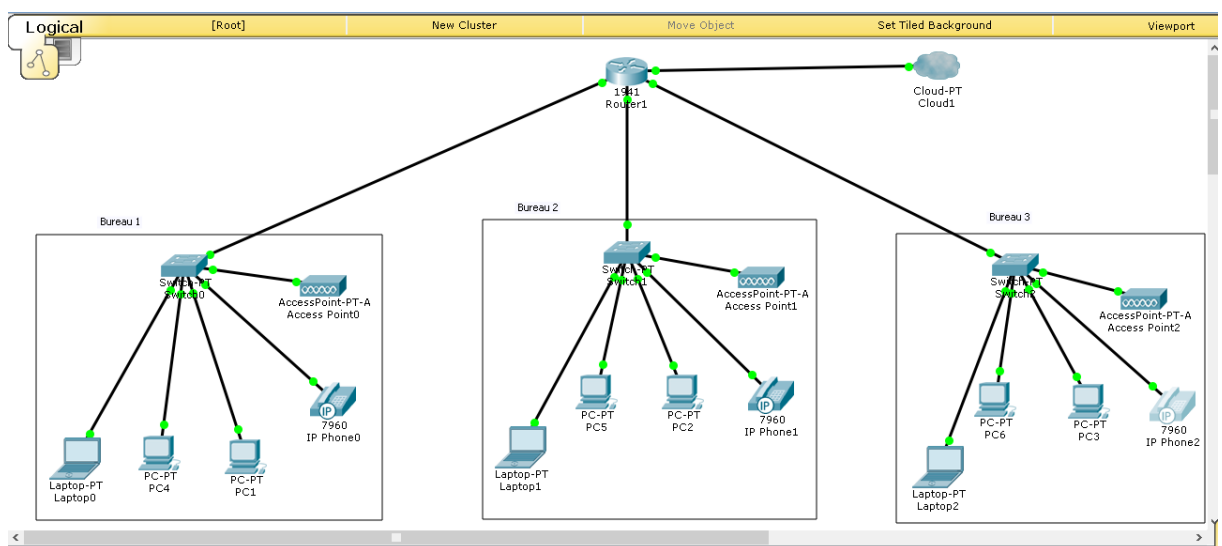 Logical
[Root]
New Cluster
Move Object
Set Tiled Background
Viewport
1941
Router1
Cloud-PT
Cloud1
Bureau 1
Switch-PT
Switch0
AccessPoint-PT-A
Access Point0
7960
IP Phone0
Laptop-PT
Laptop0
PC-PT
PC4
PC-PT
PC1
IP
Bureau 2
Switch-PT
Switch1
AccessPoint-PT-A
Access Point1
PC-PT
PC5
PC-PT
PC2
IP
7960
IP Phone1
Laptop-PT
Laptop1
Bureau 3
Switch-PT
Switch2
AccessPoint-PT-A
Access Point2
PC-PT
PC6
PC-PT
PC3
IP
7960
IP Phone2
Laptop-PT
Laptop2